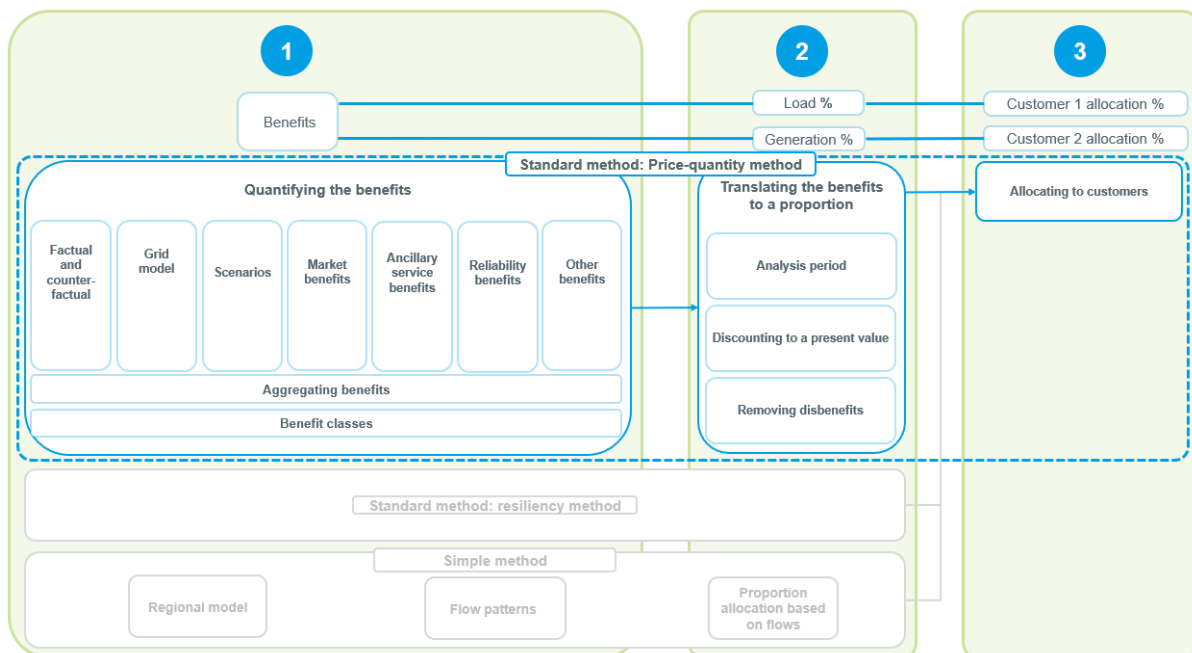 1
2
3
Benefits
Load %
Customer 1 allocation %
Generation %
Customer 2 allocation %
Standard method: Price-quantity method
Quantifying the benefits
Factual
and
counter-
factual
Grid
model
Scenarios
Market
benefits
Ancillary
service
benefits
Reliability
benefits
Other
benefits
Aggregating benefits
Benefit classes
Translating the benefits
to a proportion
Analysis period
Discounting to a present value
Removing disbenefits
Allocating to customers
Standard method: resiliency method
Simple method
Regional model
Flow patterns
Proportion
allocation based
on flows